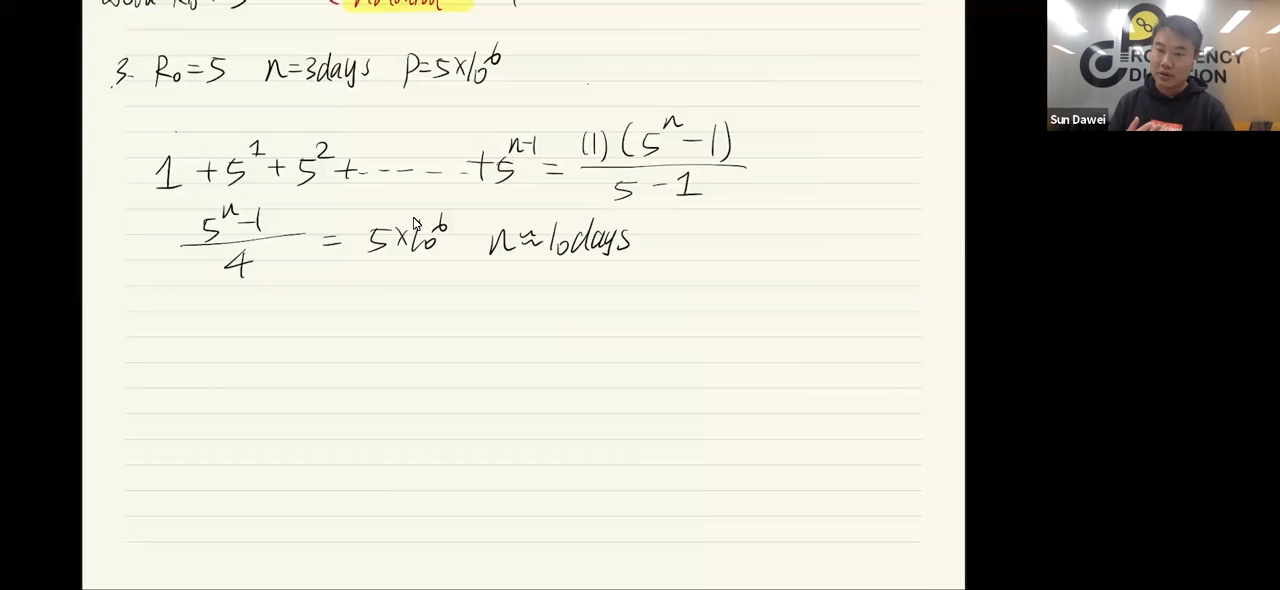 3. R₀=5 n=3days P=5×10⁶
1 + 5¹ + 5² + ------ + 5ⁿ⁻¹ = (1)(5ⁿ-1)/(5-1)
(5ⁿ-1)/4 = 5×10⁶ n≈10days
Sun Dawei